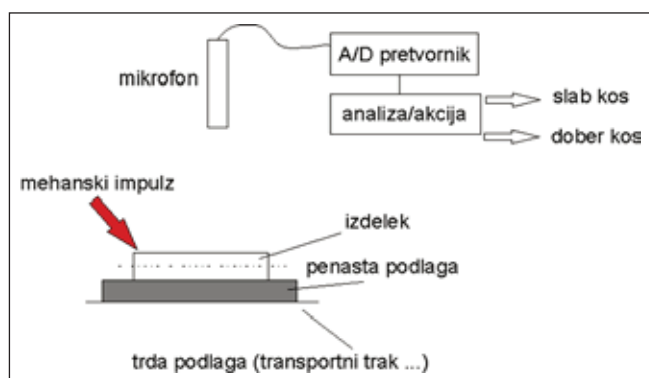 mikrofon
A/D pretvornik
analiza/akcija
slab kos
dober kos
mehanski impulz
izdelek
penasta podlaga
trda podlaga (transportni trak ...)